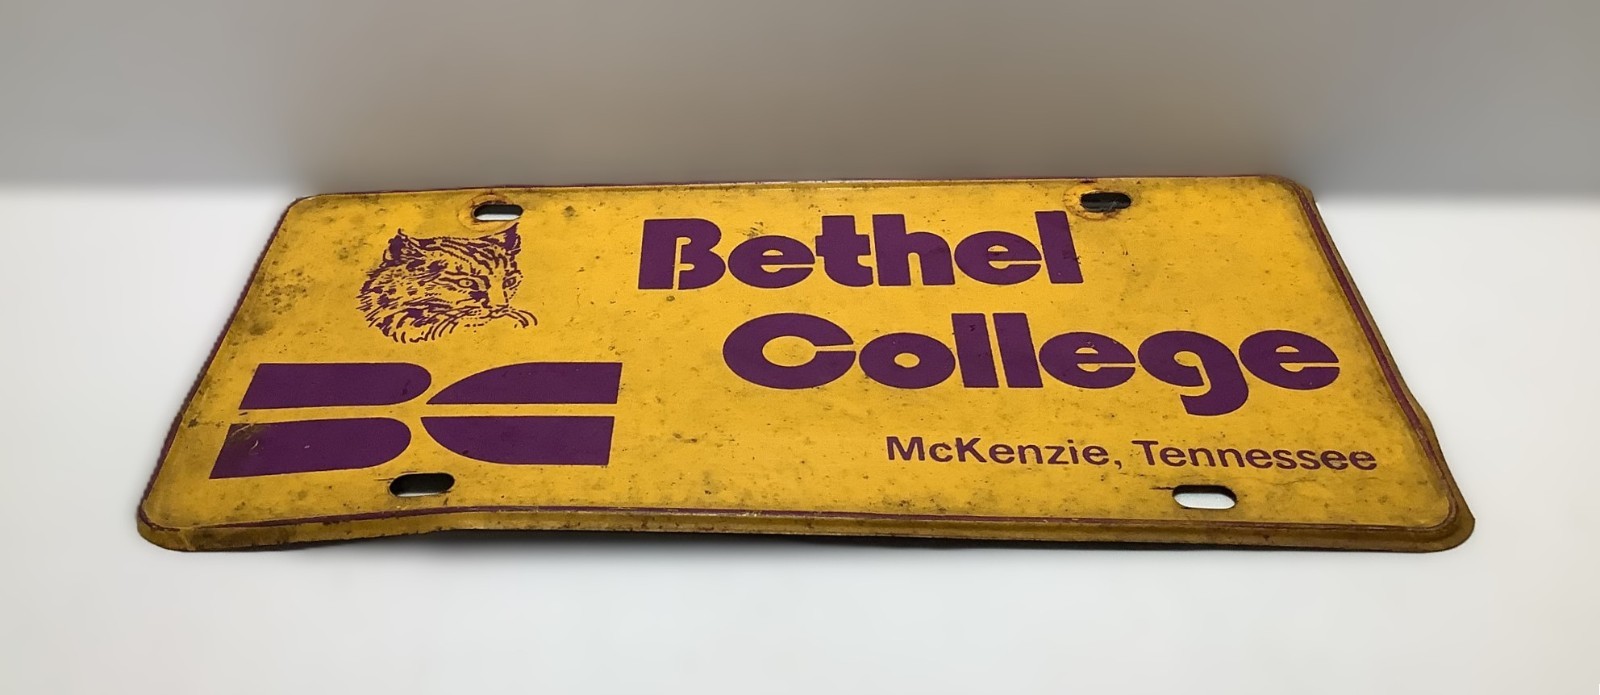 Bethel
College
BC
McKenzie, Tennessee